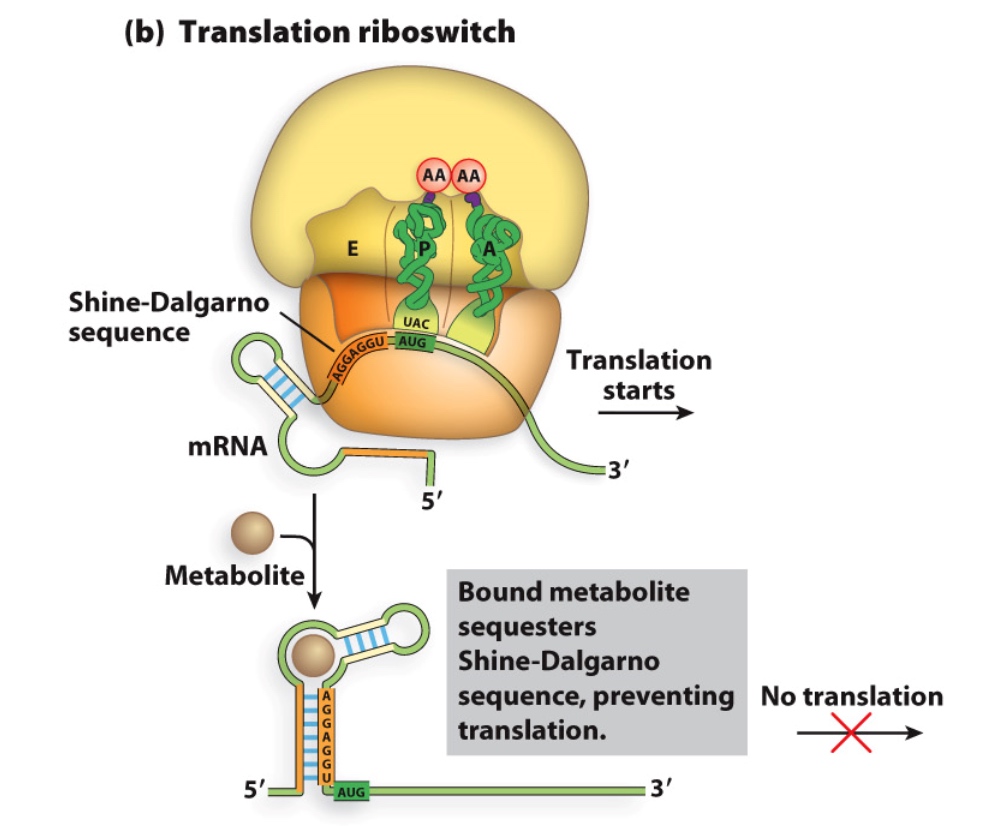 (b) Translation riboswitch
AA AA
E P A
Shine-Dalgarno
sequence
UAC
AGGAGGU AUG
Translation
starts
mRNA
3′
5′
Metabolite
Bound metabolite
sequesters
Shine-Dalgarno
sequence, preventing
translation.
No translation
A
G
G
A
G
G
U
5′ AUG 3′